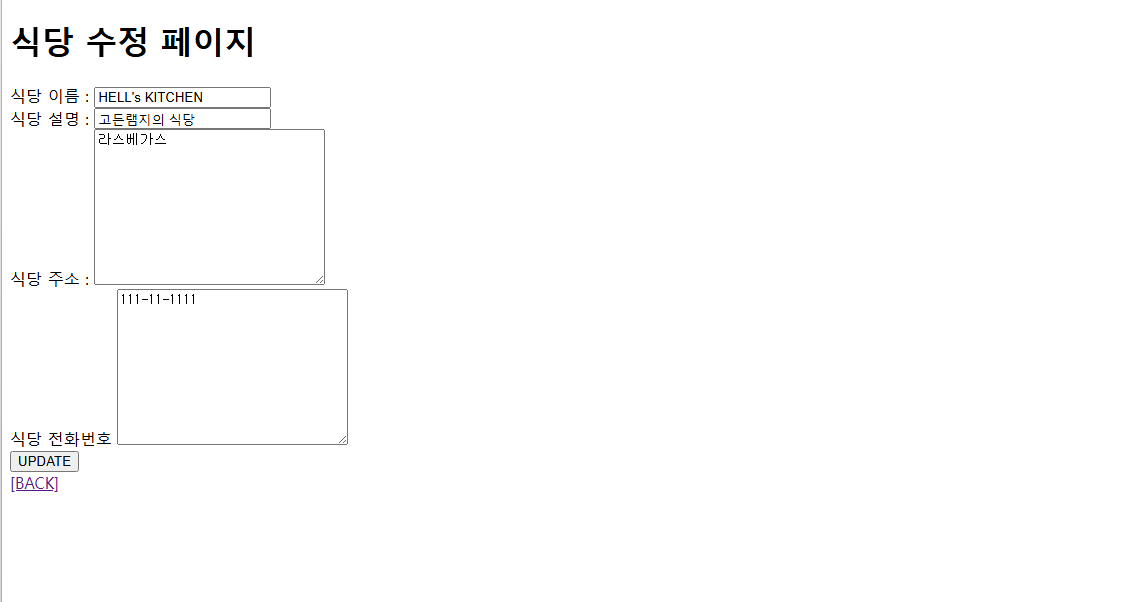 식당 수정 페이지
식당 이름 : HELL's KITCHEN
식당 설명 : 고든램지의 식당
라스베가스
식당 주소 :
111-11-1111
식당 전화번호
UPDATE
[BACK]